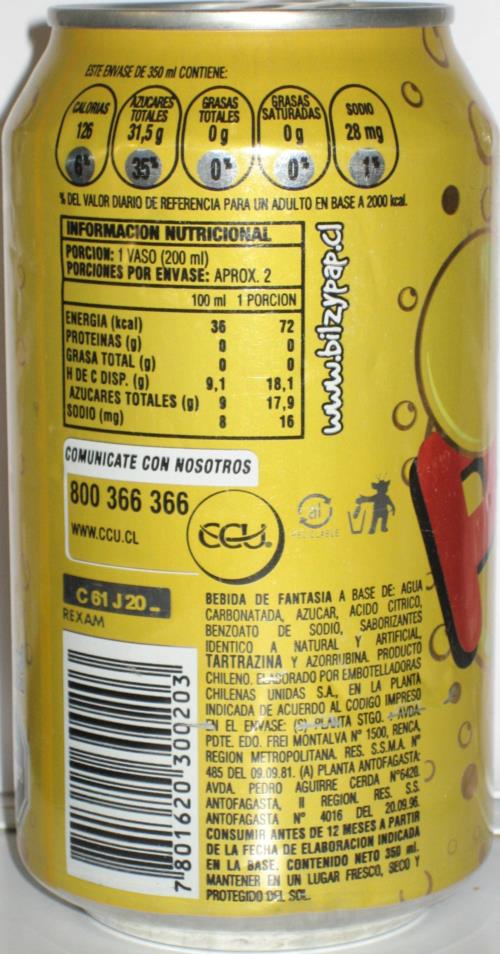 ESTE ENVASE DE 350 ml CONTIENE:
CALORIAS 126 6%
AZUCARES TOTALES 31,5 g 35%
GRASAS TOTALES 0 g 0%
GRASAS SATURADAS 0 g 0%
SODIO 28 mg 1%
% DEL VALOR DIARIO DE REFERENCIA PARA UN ADULTO EN BASE A 2000 kcal.
INFORMACION NUTRICIONAL
PORCION: 1 VASO (200 ml)
PORCIONES POR ENVASE: APROX. 2
100 ml 1 PORCION
ENERGIA (kcal) 36 72
PROTEINAS (g) 0 0
GRASA TOTAL (g) 0 0
H DE C DISP. (g) 9,1 18,1
AZUCARES TOTALES (g) 9 17,9
SODIO (mg) 8 16
www.bilzypap.cl
COMUNICATE CON NOSOTROS
800 366 366
WWW.CCU.CL
CCU.
al
RECICLABLE
C 61 J 20
REXAM
BEBIDA DE FANTASIA A BASE DE: AGUA
CARBONATADA, AZUCAR, ACIDO CITRICO,
BENZOATO DE SODIO, SABORIZANTES
IDENTICO A NATURAL Y ARTIFICIAL,
TARTRAZINA Y AZORRUBINA. PRODUCTO
CHILENO. ELABORADO POR EMBOTELLADORAS
CHILENAS UNIDAS S.A., EN LA PLANTA
INDICADA DE ACUERDO AL CODIGO IMPRESO
EN EL ENVASE: (S) PLANTA STGO. AVDA.
PDTE. EDO. FREI MONTALVA Nº 1500, RENCA,
REGION METROPOLITANA. RES. S.S.M.A. Nº
485 DEL 09.09.81. (A) PLANTA ANTOFAGASTA:
AVDA. PEDRO AGUIRRE CERDA Nº6426.
ANTOFAGASTA, II REGION. RES. S.S.
ANTOFAGASTA Nº 4016 DEL 20.09.96.
CONSUMIR ANTES DE 12 MESES A PARTIR
DE LA FECHA DE ELABORACION INDICADA
EN LA BASE. CONTENIDO NETO 350 ml.
MANTENER EN UN LUGAR FRESCO, SECO Y
PROTEGIDO DEL SOL.
7 801620 300203